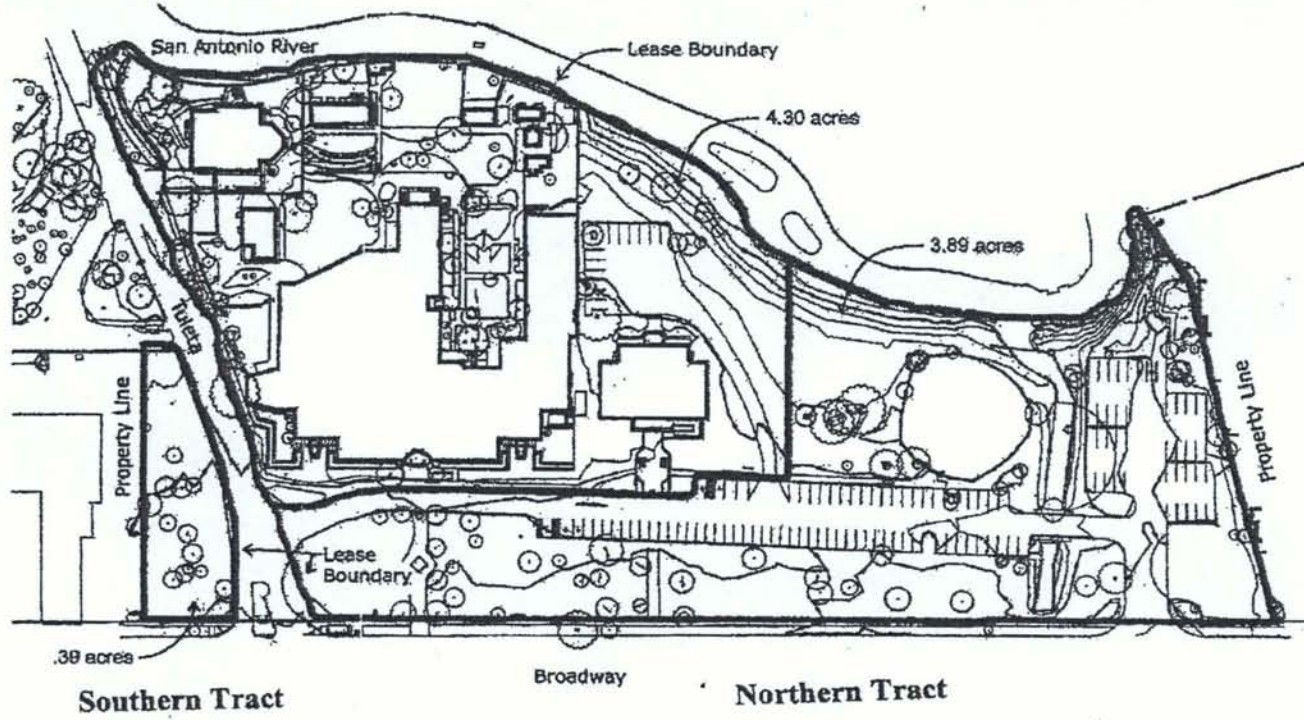 San Antonio River
Lease Boundary
4.30 acres
3.89 acres
Tuleta
Property Line
Property Line
Lease
Boundary
.39 acres
Broadway
Southern Tract
Northern Tract